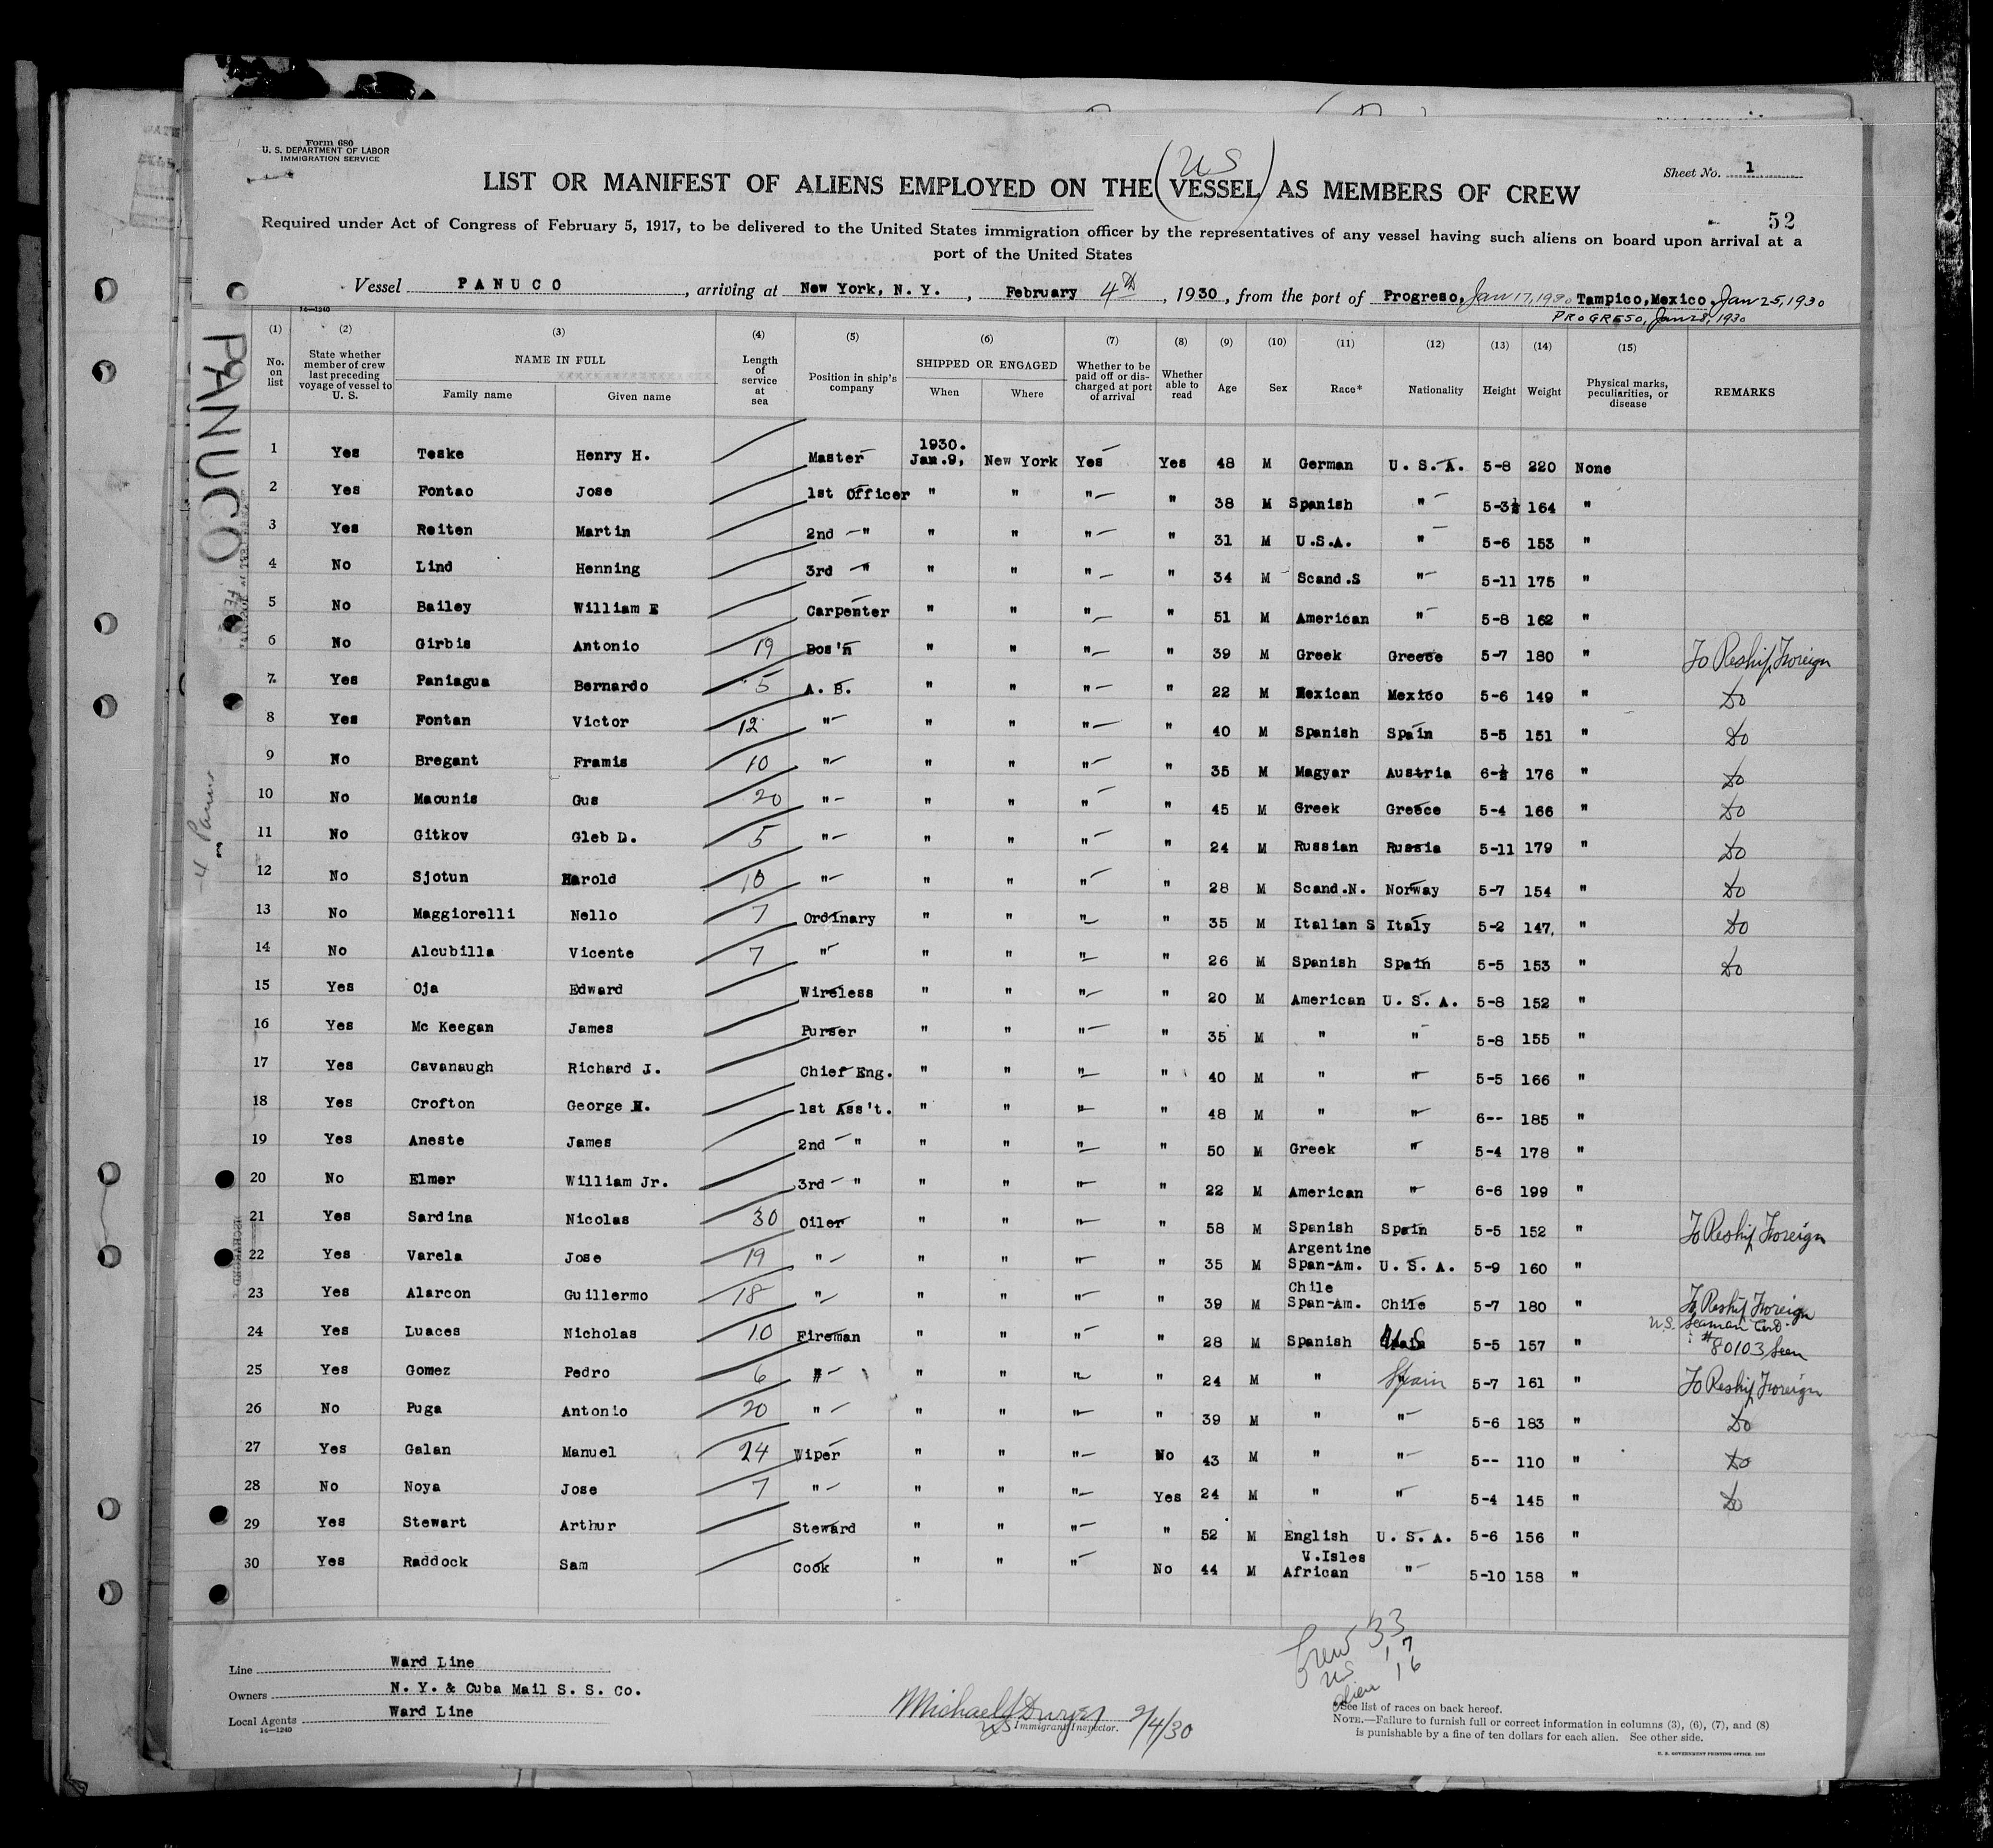 Form 680
U. S. DEPARTMENT OF LABOR
IMMIGRATION SERVICE
Sheet No. 1
(US)
LIST OR MANIFEST OF ALIENS EMPLOYED ON THE (VESSEL) AS MEMBERS OF CREW
52
Required under Act of Congress of February 5, 1917, to be delivered to the United States immigration officer by the representatives of any vessel having such aliens on board upon arrival at a
port of the United States
Vessel PANUCO, arriving at New York, N. Y., February 4th, 1930, from the port of Progreso, Jan 17, 1930 Tampico, Mexico, Jan 25, 1930
PROGRESO, Jan 28, 1930
PANUCO
14-1240
(1) (2) (3) (4) (5) (6) (7) (8) (9) (10) (11) (12) (13) (14) (15)
No. on list State whether member of crew last preceding voyage of vessel to U. S. NAME IN FULL Family name Given name Length of service at sea Position in ship's company SHIPPED OR ENGAGED When Where Whether to be paid off or discharged at port of arrival Whether able to read Age Sex Race* Nationality Height Weight Physical marks, peculiarities, or disease REMARKS
1 Yes Teske Henry H. Master 1930. Jan.9, New York Yes Yes 48 M German U. S. A. 5-8 220 None
2 Yes Fontao Jose 1st Officer " " " " 38 M Spanish " 5-3½ 164 "
3 Yes Reiten Martin 2nd " " " " " 31 M U.S.A. " 5-6 153 "
4 No Lind Henning 3rd " " " " " 34 M Scand.S " 5-11 175 "
5 No Bailey William E Carpenter " " " " 51 M American " 5-8 162 "
6 No Girbis Antonio 19 Bos'n " " " " 39 M Greek Greece 5-7 180 " To Reship Foreign
7 Yes Paniagua Bernardo 5 A. B. " " " " 22 M Mexican Mexico 5-6 149 " Do
8 Yes Fontan Victor 12 " " " " " 40 M Spanish Spain 5-5 151 " Do
9 No Bregant Framis 10 " " " " " 35 M Magyar Austria 6-½ 176 " Do
10 No Maounis Gus 20 " " " " " 45 M Greek Greece 5-4 166 " Do
11 No Gitkov Gleb D. 5 " " " " " 24 M Russian Russia 5-11 179 " Do
12 No Sjotun Harold 10 " " " " " 28 M Scand.N. Norway 5-7 154 " Do
13 No Maggiorelli Nello 7 Ordinary " " " " 35 M Italian S Italy 5-2 147, " Do
14 No Alcubilla Vicente 7 " " " " " 26 M Spanish Spain 5-5 153 " Do
15 Yes Oja Edward Wireless " " " " 20 M American U. S. A. 5-8 152 "
16 Yes Mc Keegan James Purser " " " " 35 M " " 5-8 155 "
17 Yes Cavanaugh Richard J. Chief Eng. " " " " 40 M " " 5-5 166 "
18 Yes Crofton George H. 1st Ass't. " " " " 48 M " " 6-- 185 "
19 Yes Aneste James 2nd " " " " " 50 M Greek " 5-4 178 "
20 No Elmer William Jr. 3rd " " " " " 22 M American " 6-6 199 "
21 Yes Sardina Nicolas 30 Oiler " " " " 58 M Spanish Spain 5-5 152 " To Reship Foreign
22 Yes Varela Jose 19 " " " " " 35 M Argentine Span-Am. U. S. A. 5-9 160 "
23 Yes Alarcon Guillermo 18 " " " " " 39 M Chile Span-Am. Chile 5-7 180 " To Reship Foreign
24 Yes Luaces Nicholas 10 Fireman " " " " 28 M Spanish US 5-5 157 " U.S. Seaman Cert. #80103 seen
25 Yes Gomez Pedro 6 " " " " " 24 M " Spain 5-7 161 " To Reship Foreign
26 No Puga Antonio 20 " " " " " 39 M " " 5-6 183 " Do
27 Yes Galan Manuel 24 Wiper " " " No 43 M " " 5-- 110 " Do
28 No Noya Jose 7 " " " " Yes 24 M " " 5-4 145 " Do
29 Yes Stewart Arthur Steward " " " " 52 M English U. S. A. 5-6 156 "
30 Yes Raddock Sam Cook " " " No 44 M V.Isles African " 5-10 158 "
Crew 33
US 17
alien 16
Line Ward Line
Owners N. Y. & Cuba Mail S. S. Co.
Local Agents Ward Line
14-1240
Michael J Dwyer 2/4/30
US Immigrant Inspector.
*See list of races on back hereof.
NOTE.—Failure to furnish full or correct information in columns (3), (6), (7), and (8)
is punishable by a fine of ten dollars for each alien. See other side.
U. S. GOVERNMENT PRINTING OFFICE